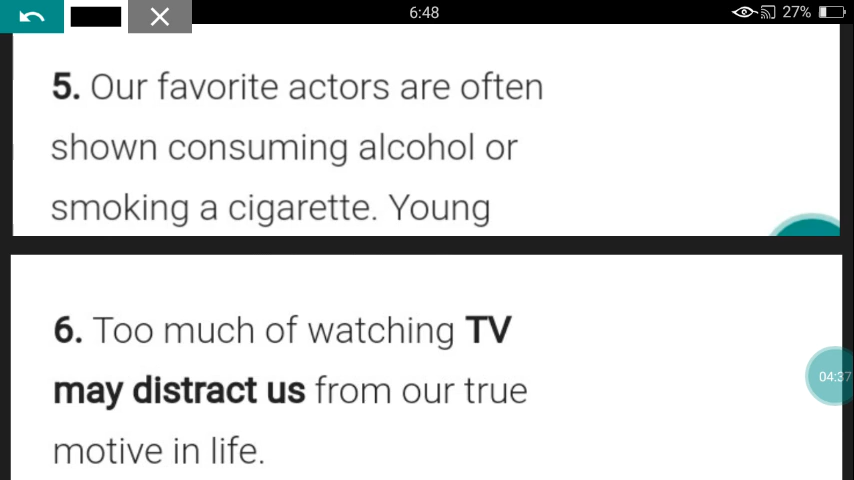 6:48
27%
5. Our favorite actors are often
shown consuming alcohol or
smoking a cigarette. Young
6. Too much of watching TV
may distract us from our true
motive in life.
04:37